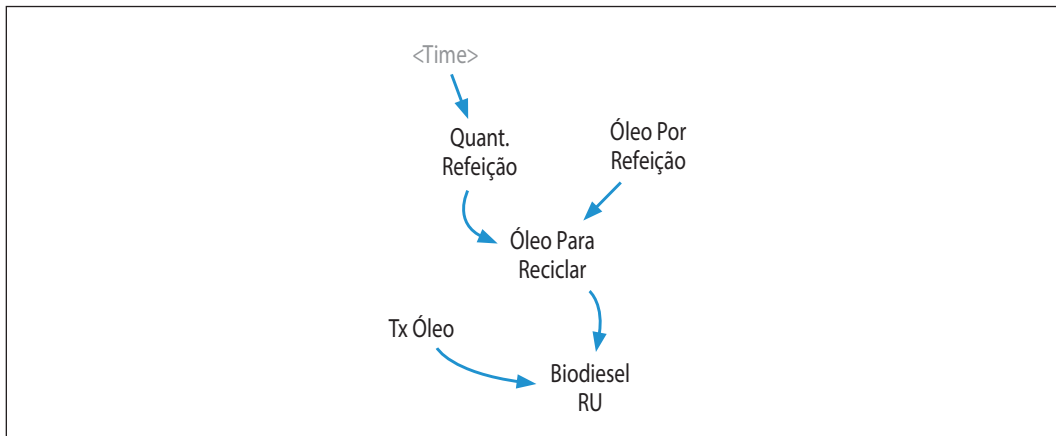 <Time>
Quant.
Refeição
Óleo Por
Refeição
Óleo Para
Reciclar
Tx Óleo
Biodiesel
RU